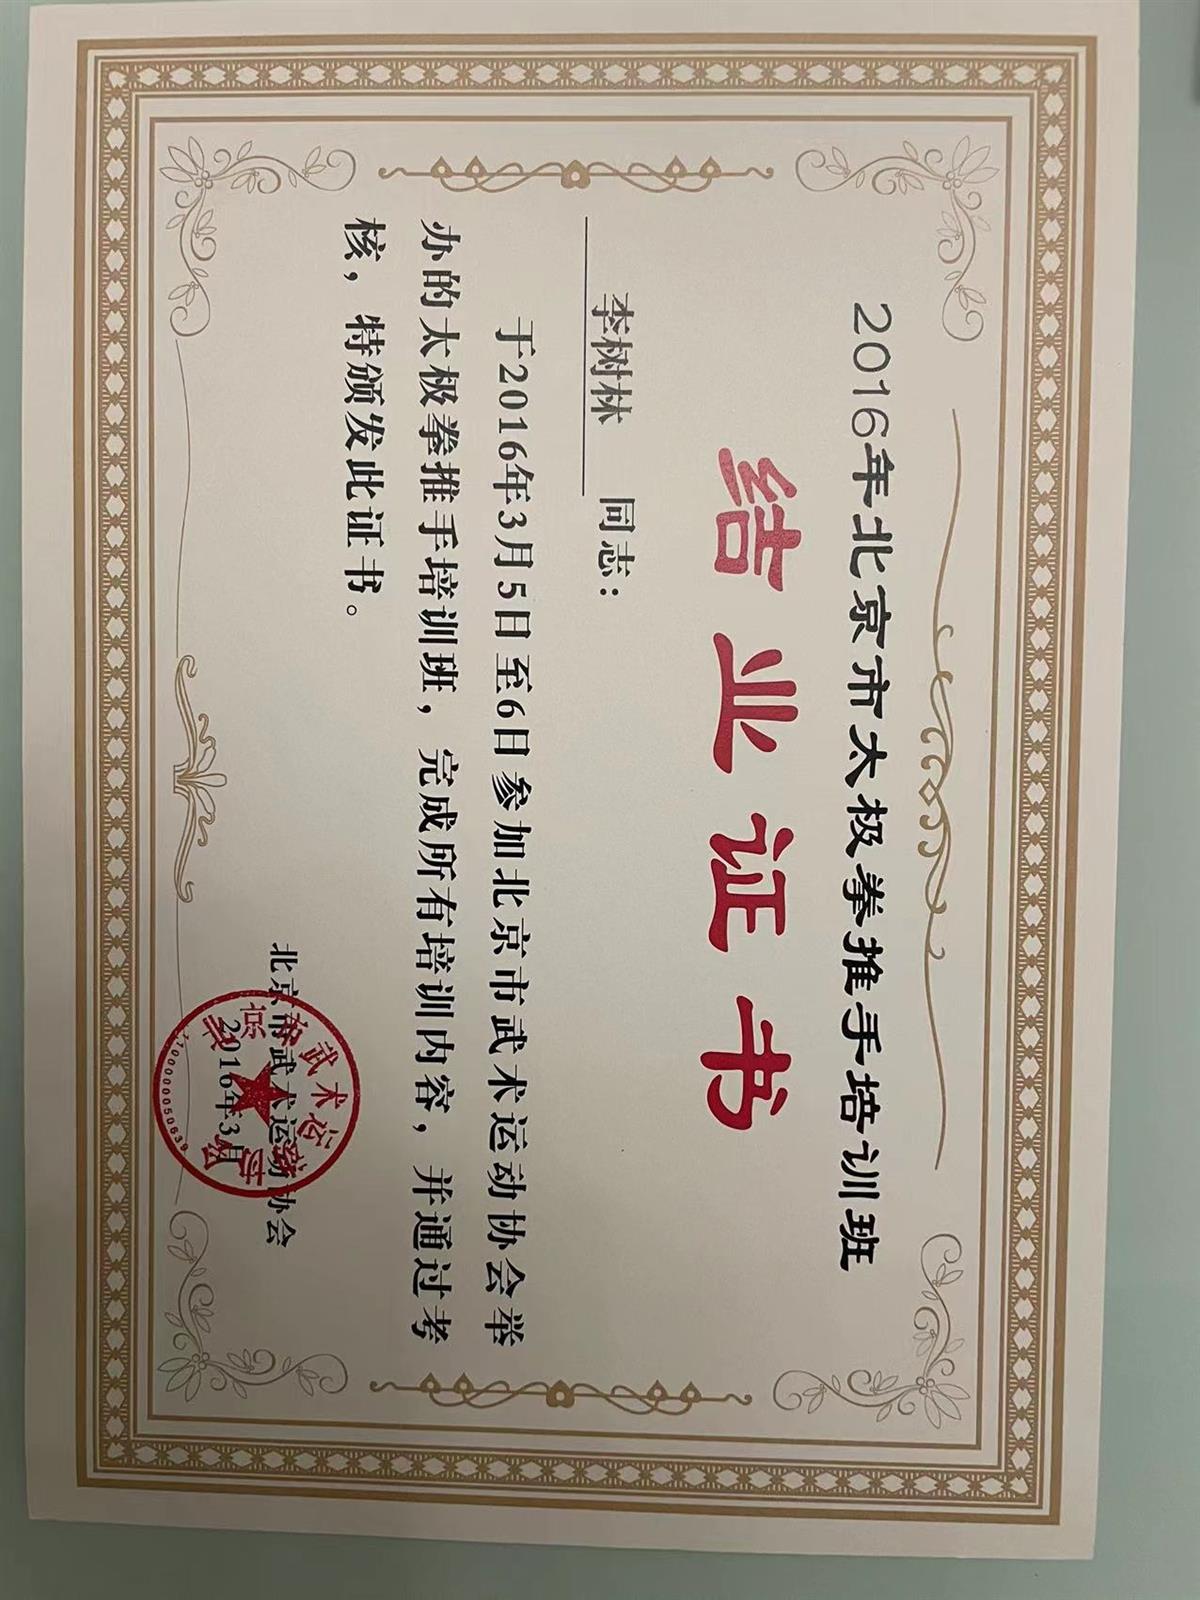 2016年北京市太极拳推手培训班
结业证书
李树林 同志：
于2016年3月5日至6日参加北京市武术运动协会举
办的太极拳推手培训班，完成所有培训内容，并通过考
核，特颁发此证书。
北京市武术运动协会
2016年3月
1100000050639